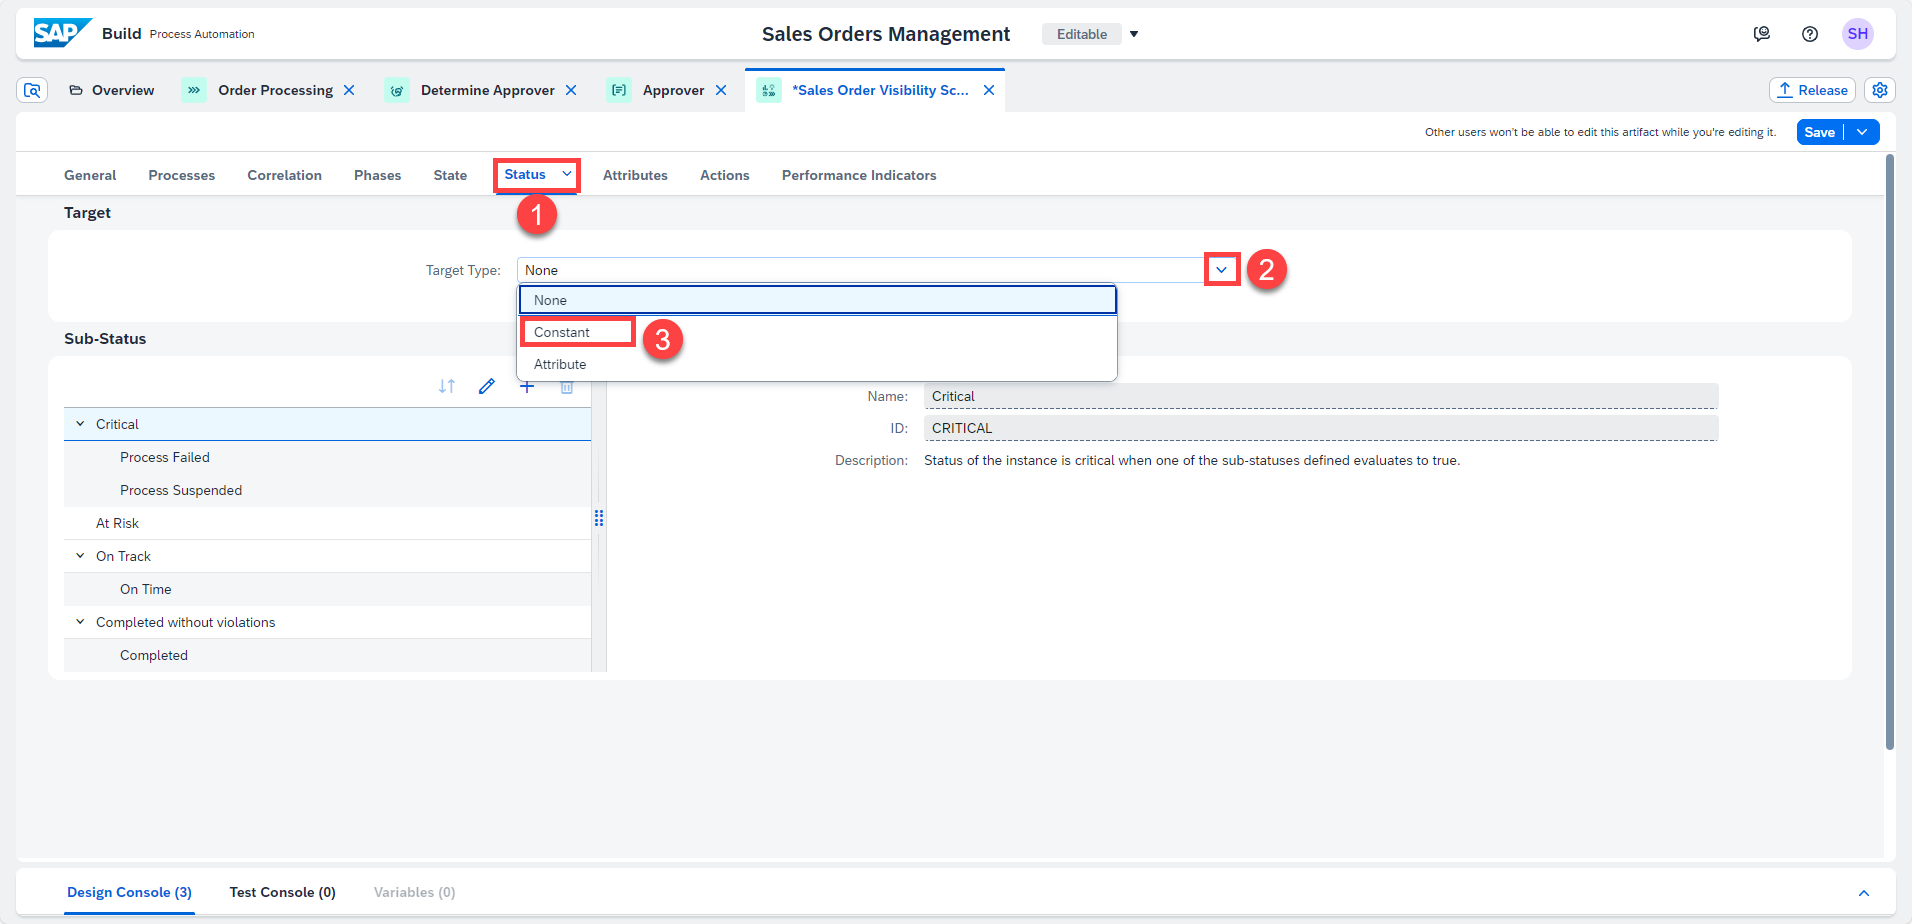 SAP Build Process Automation
Sales Orders Management
Editable
SH
Overview
Order Processing
Determine Approver
Approver
*Sales Order Visibility Sc...
Release
Other users won't be able to edit this artifact while you're editing it.
Save
General
Processes
Correlation
Phases
State
Status
Attributes
Actions
Performance Indicators
1
Target
Target Type:
None
2
None
Constant
3
Attribute
Sub-Status
Critical
Process Failed
Process Suspended
At Risk
On Track
On Time
Completed without violations
Completed
Name:
Critical
ID:
CRITICAL
Description:
Status of the instance is critical when one of the sub-statuses defined evaluates to true.
Design Console (3)
Test Console (0)
Variables (0)